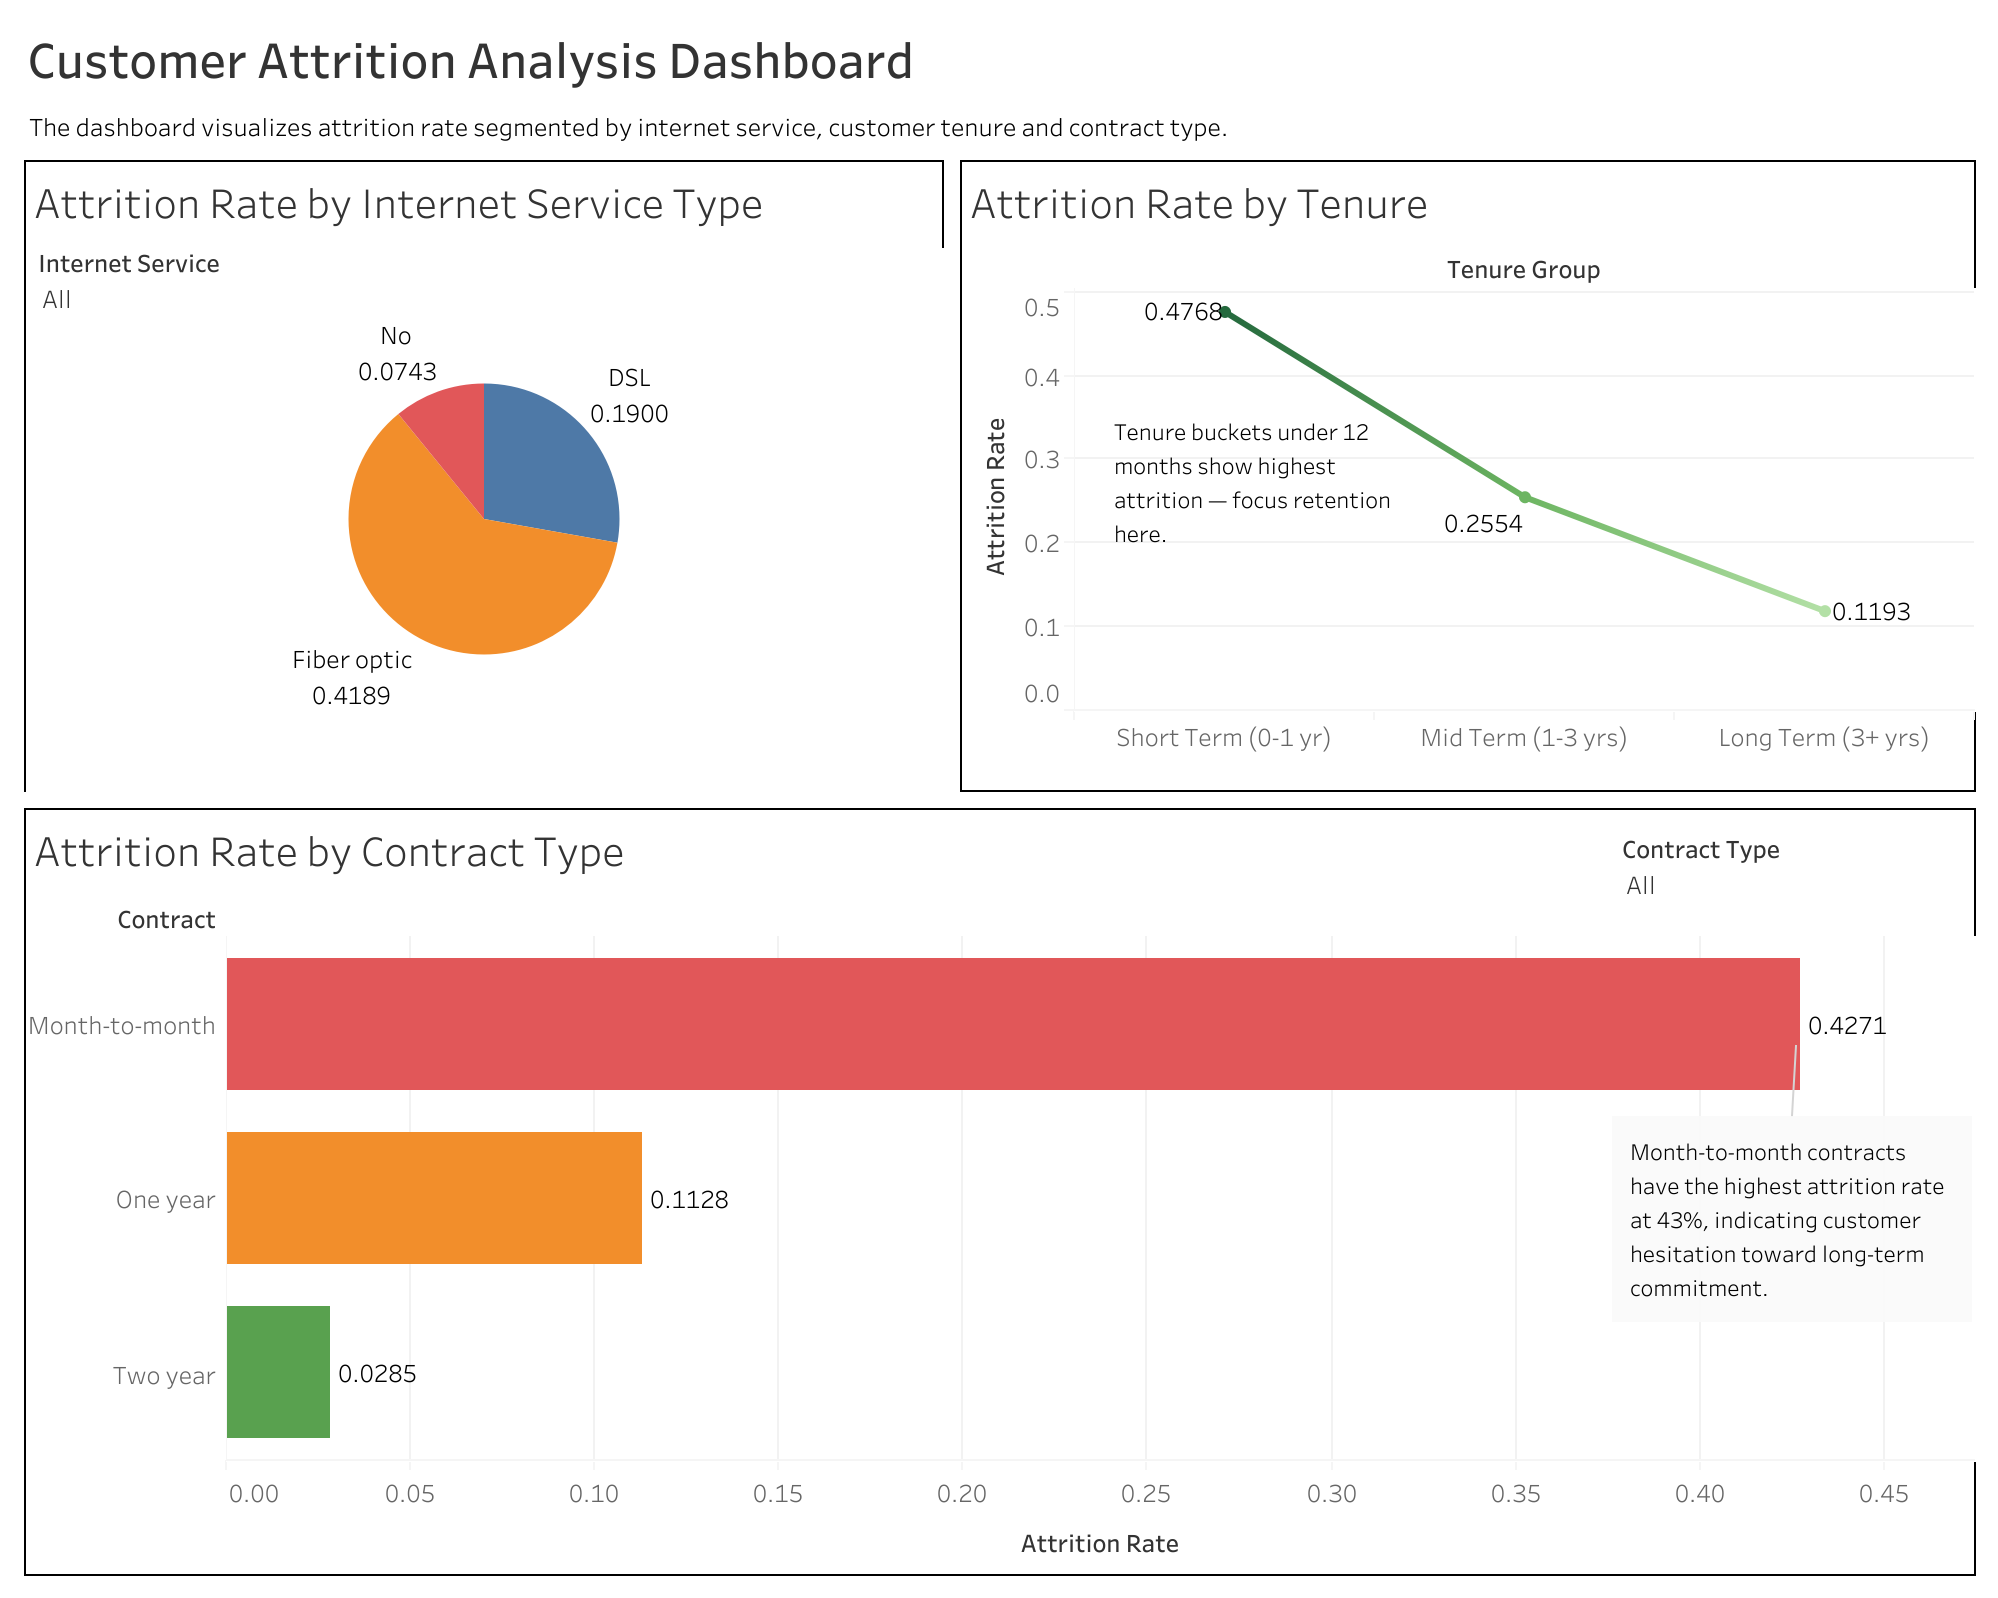 Customer Attrition Analysis Dashboard
The dashboard visualizes attrition rate segmented by internet service, customer tenure and contract type.
Attrition Rate by Internet Service Type
Internet Service
All
No
0.0743
DSL
0.1900
Fiber optic
0.4189
Attrition Rate by Tenure
Tenure Group
Attrition Rate
0.5
0.4
0.3
0.2
0.1
0.0
0.4768
Tenure buckets under 12
months show highest
attrition — focus retention
here.
0.2554
0.1193
Short Term (0-1 yr)
Mid Term (1-3 yrs)
Long Term (3+ yrs)
Attrition Rate by Contract Type
Contract Type
All
Contract
Month-to-month
0.4271
One year
0.1128
Month-to-month contracts
have the highest attrition rate
at 43%, indicating customer
hesitation toward long-term
commitment.
Two year
0.0285
0.00
0.05
0.10
0.15
0.20
0.25
0.30
0.35
0.40
0.45
Attrition Rate